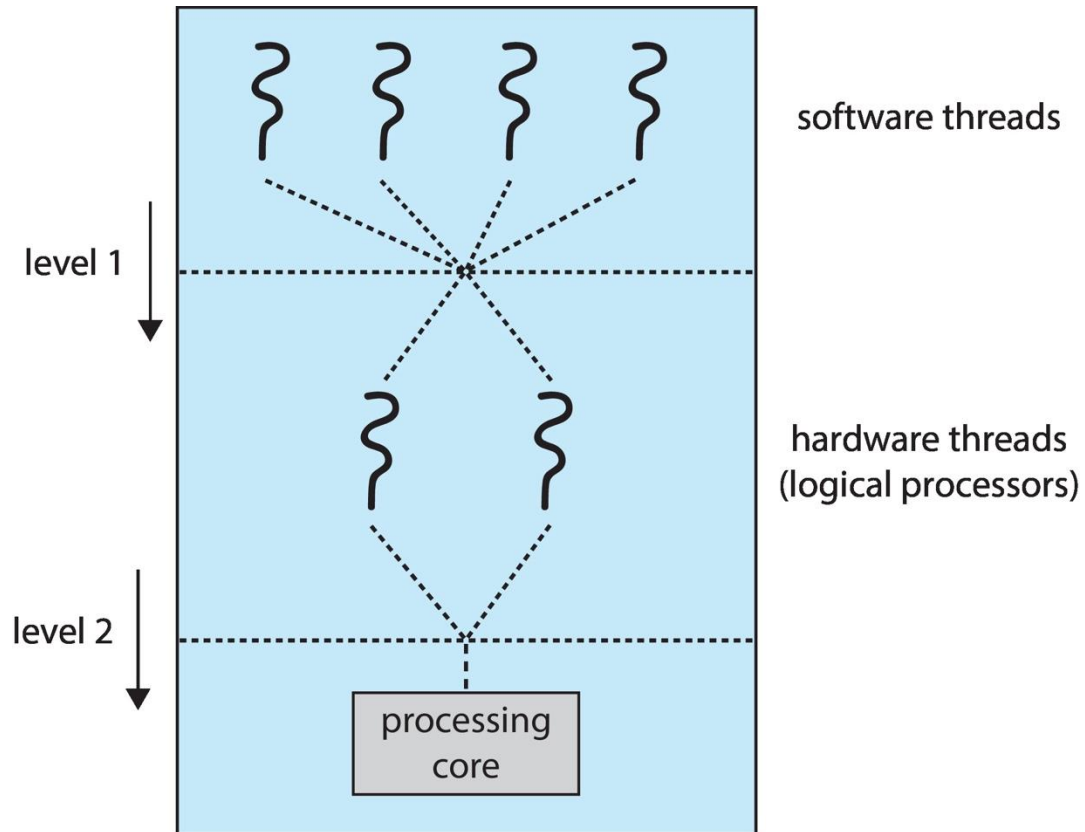 software threads
level 1
hardware threads
(logical processors)
level 2
processing
core